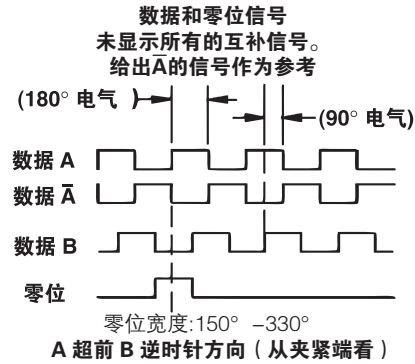 数据和零位信号
未显示所有的互补信号。
给出A̅的信号作为参考
(180° 电气 )
(90° 电气)
数据 A
数据 A̅
数据 B
零位
零位宽度:150° –330°
A 超前 B 逆时针方向 ( 从夹紧端看 )